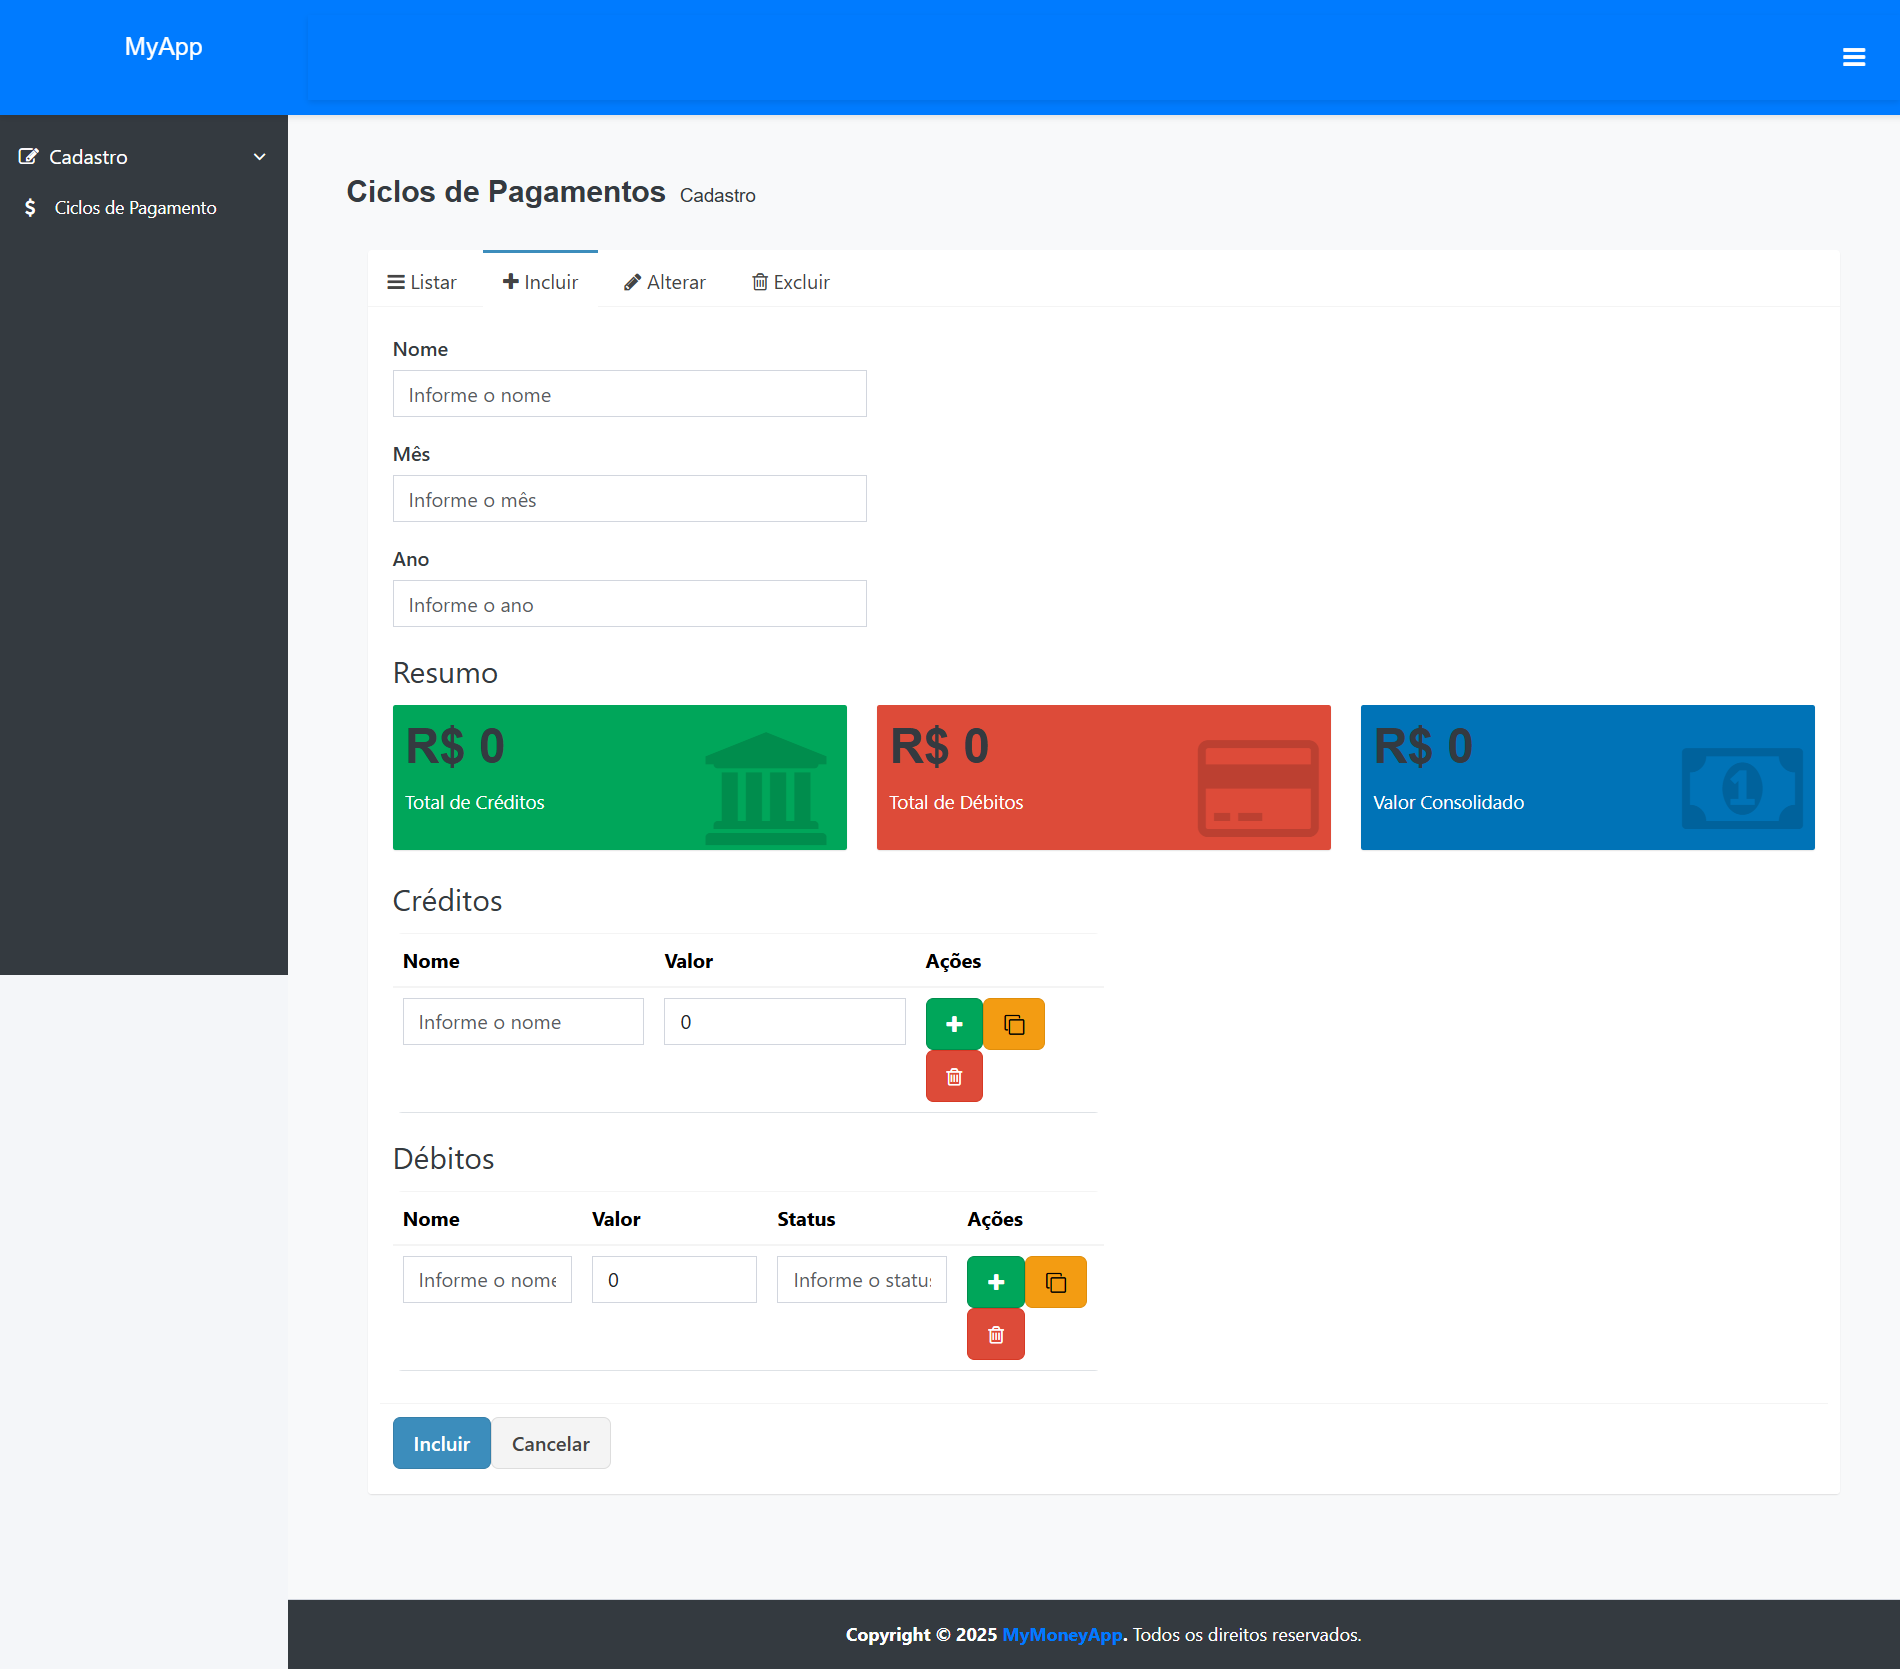 MyApp
Cadastro
Ciclos de Pagamento
Ciclos de Pagamentos Cadastro
Listar Incluir Alterar Excluir
Nome
Informe o nome
Mês
Informe o mês
Ano
Informe o ano
Resumo
R$ 0 R$ 0 R$ 0
Total de Créditos Total de Débitos Valor Consolidado
Créditos
Nome Valor Ações
Informe o nome 0
Débitos
Nome Valor Status Ações
Informe o nome 0 Informe o status
Incluir Cancelar
Copyright © 2025 MyMoneyApp. Todos os direitos reservados.